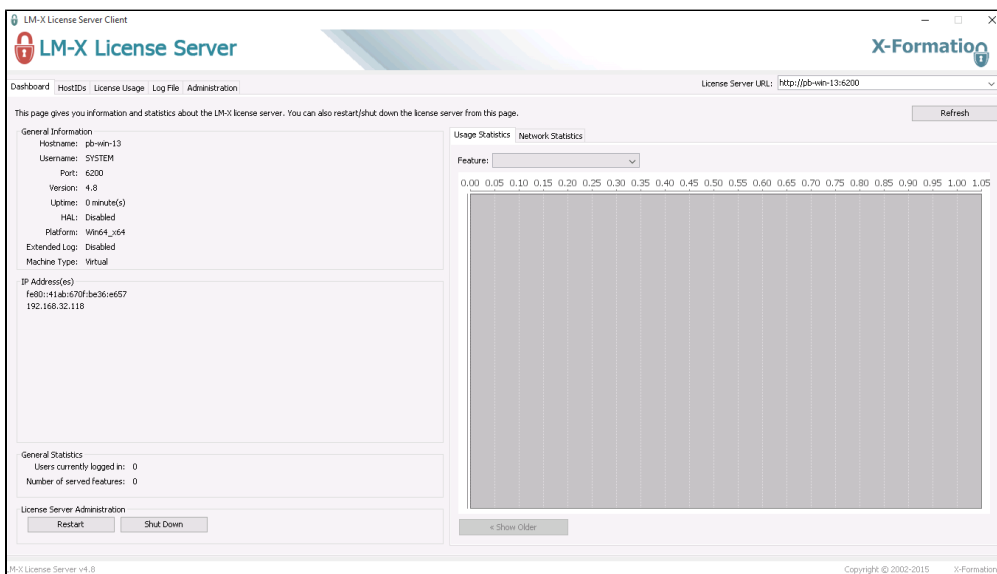 LM-X License Server Client
LM-X License Server
X-Formation
Dashboard HostIDs License Usage Log File Administration
License Server URL: http://pb-win-13:6200
This page gives you information and statistics about the LM-X license server. You can also restart/shut down the license server from this page.
Refresh
General Information
Hostname: pb-win-13
Username: SYSTEM
Port: 6200
Version: 4.8
Uptime: 0 minute(s)
HAL: Disabled
Platform: Win64_x64
Extended Log: Disabled
Machine Type: Virtual
IP Address(es)
fe80::41ab:670f:be36:e657
192.168.32.118
General Statistics
Users currently logged in: 0
Number of served features: 0
License Server Administration
Restart Shut Down
Usage Statistics Network Statistics
Feature:
0.00 0.05 0.10 0.15 0.20 0.25 0.30 0.35 0.40 0.45 0.50 0.55 0.60 0.65 0.70 0.75 0.80 0.85 0.90 0.95 1.00 1.05
< Show Older
LM-X License Server v4.8
Copyright © 2002-2015 X-Formation